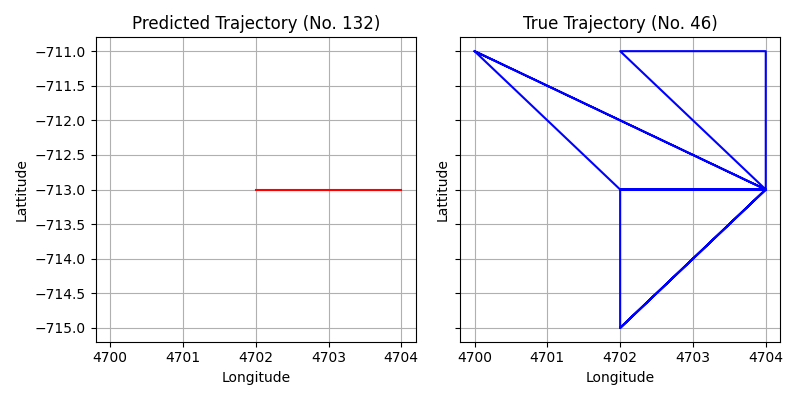 Predicted Trajectory (No. 132)
True Trajectory (No. 46)
−711.0
−711.5
−712.0
−712.5
−713.0
−713.5
−714.0
−714.5
−715.0
Lattitude
Lattitude
4700 4701 4702 4703 4704
4700 4701 4702 4703 4704
Longitude
Longitude